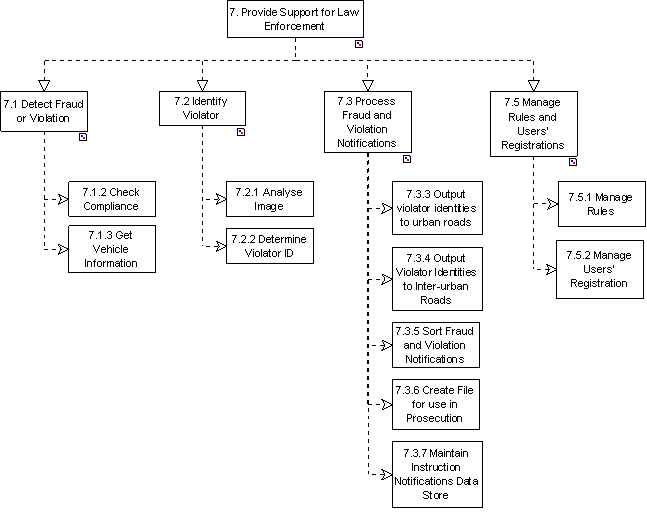 7. Provide Support for Law
Enforcement
7.1 Detect Fraud
or Violation
7.2 Identify
Violator
7.3 Process
Fraud and
Violation
Notifications
7.5 Manage
Rules and
Users'
Registrations
7.1.2 Check
Compliance
7.1.3 Get
Vehicle
Information
7.2.1 Analyse
Image
7.2.2 Determine
Violator ID
7.3.3 Output
violator identities
to urban roads
7.3.4 Output
Violator Identities
to Inter-urban
Roads
7.3.5 Sort Fraud
and Violation
Notifications
7.3.6 Create File
for use in
Prosecution
7.3.7 Maintain
Instruction
Notifications Data
Store
7.5.1 Manage
Rules
7.5.2 Manage
Users'
Registration